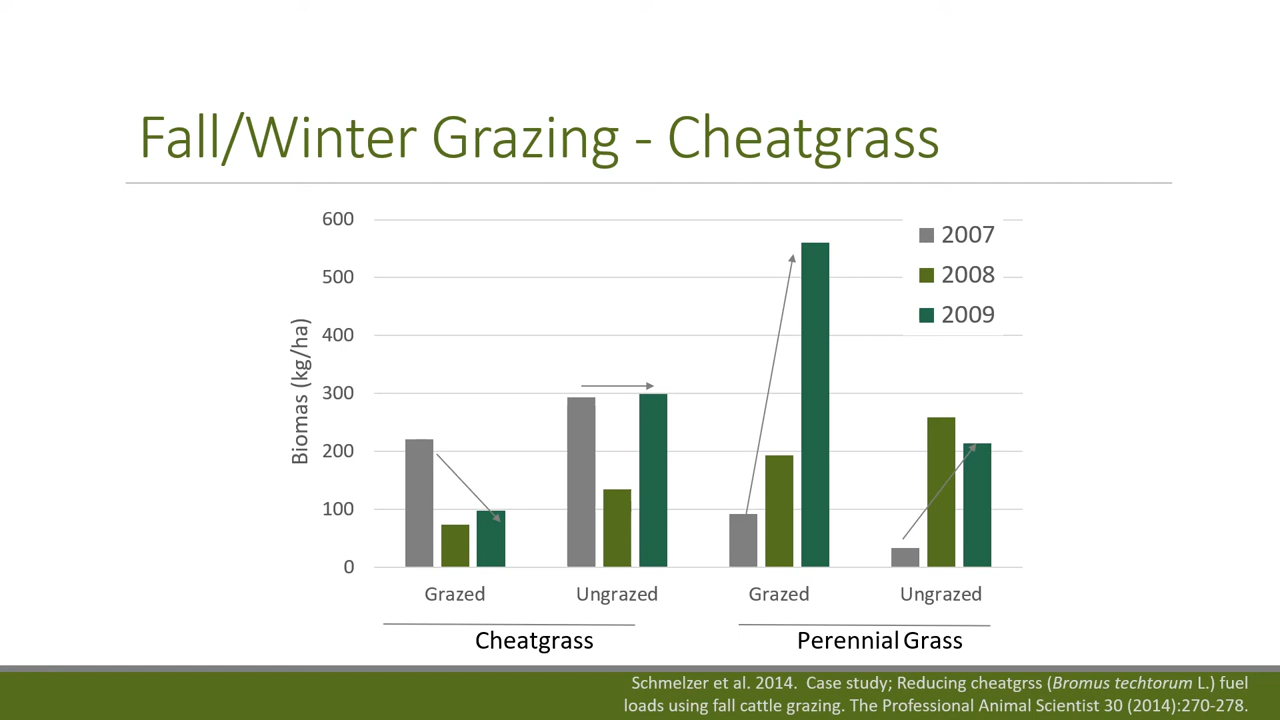 Fall/Winter Grazing - Cheatgrass
600
500
400
300
200
100
0
Biomas (kg/ha)
2007
2008
2009
Grazed
Ungrazed
Grazed
Ungrazed
Cheatgrass
Perennial Grass
Schmelzer et al. 2014. Case study; Reducing cheatgrss (Bromus techtorum L.) fuel
loads using fall cattle grazing. The Professional Animal Scientist 30 (2014):270-278.